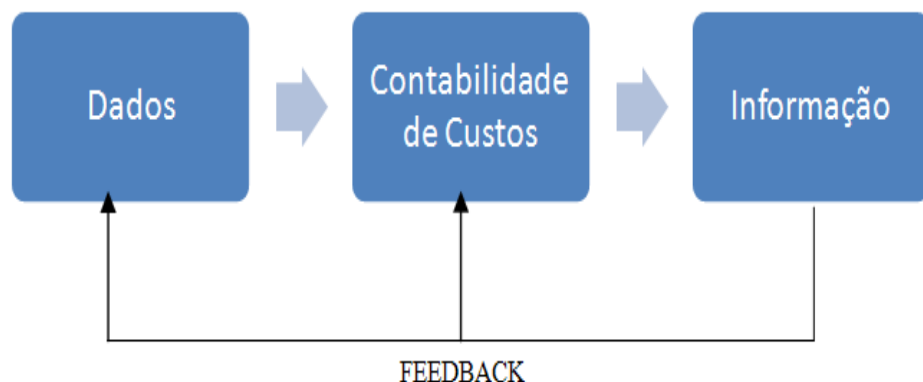 Dados
Contabilidade
de Custos
Informação
FEEDBACK